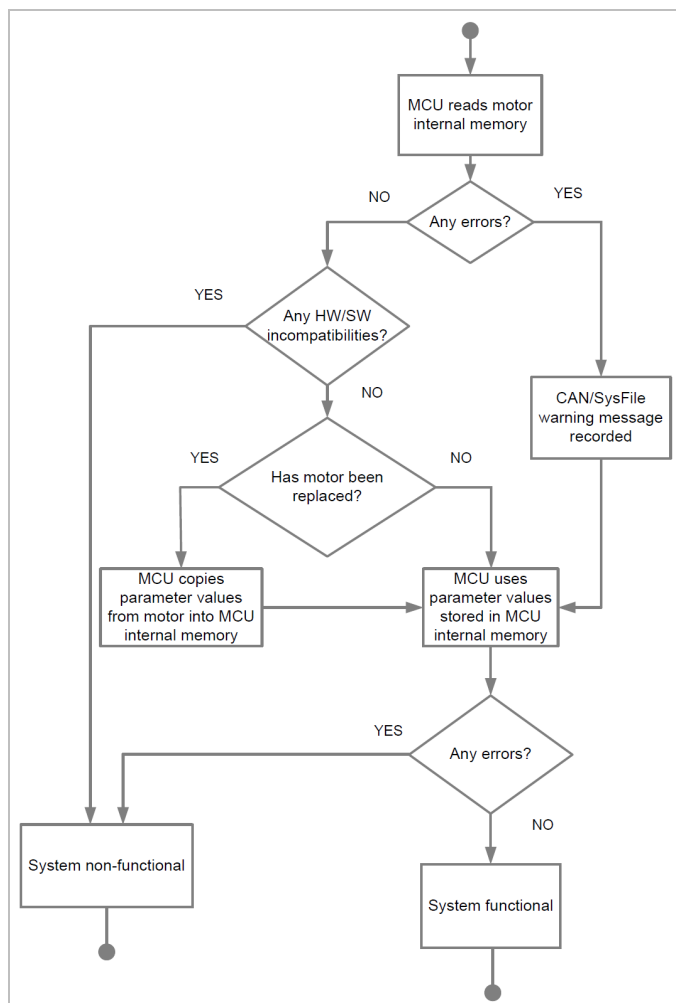 MCU reads motor
internal memory
NO
YES
Any errors?
YES
Any HW/SW
incompatibilities?
NO
CAN/SysFile
warning message
recorded
YES
NO
Has motor been
replaced?
MCU copies
parameter values
from motor into MCU
internal memory
MCU uses
parameter values
stored in MCU
internal memory
YES
Any errors?
NO
System non-functional
System functional